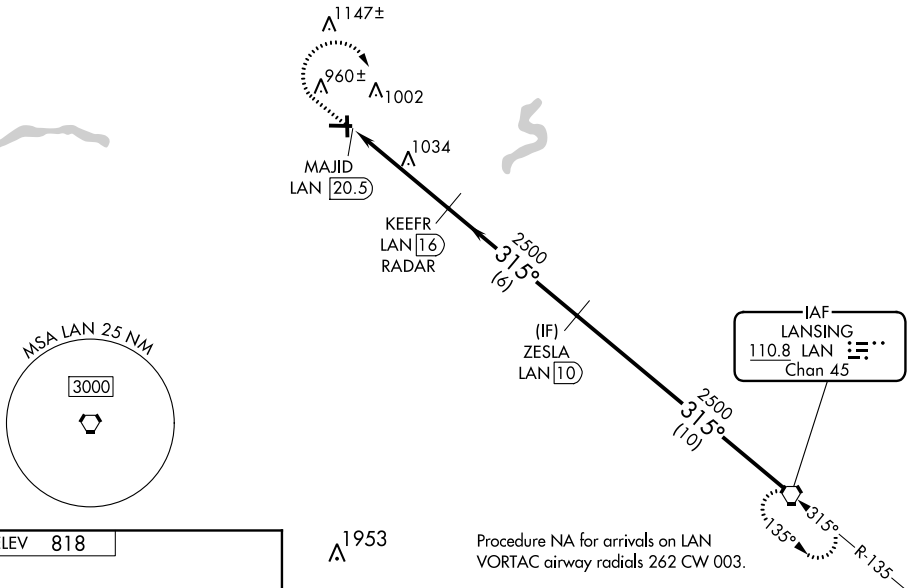 1147±
960±
1002
1034
MAJID
LAN 20.5
KEEFR
LAN 16
RADAR
2500
315°
(6)
(IF)
ZESLA
LAN 10
IAF
LANSING
110.8 LAN
Chan 45
MSA LAN 25 NM
3000
2500
315°
(10)
315°
135°
R-135
ELEV 818
1953
Procedure NA for arrivals on LAN
VORTAC airway radials 262 CW 003.